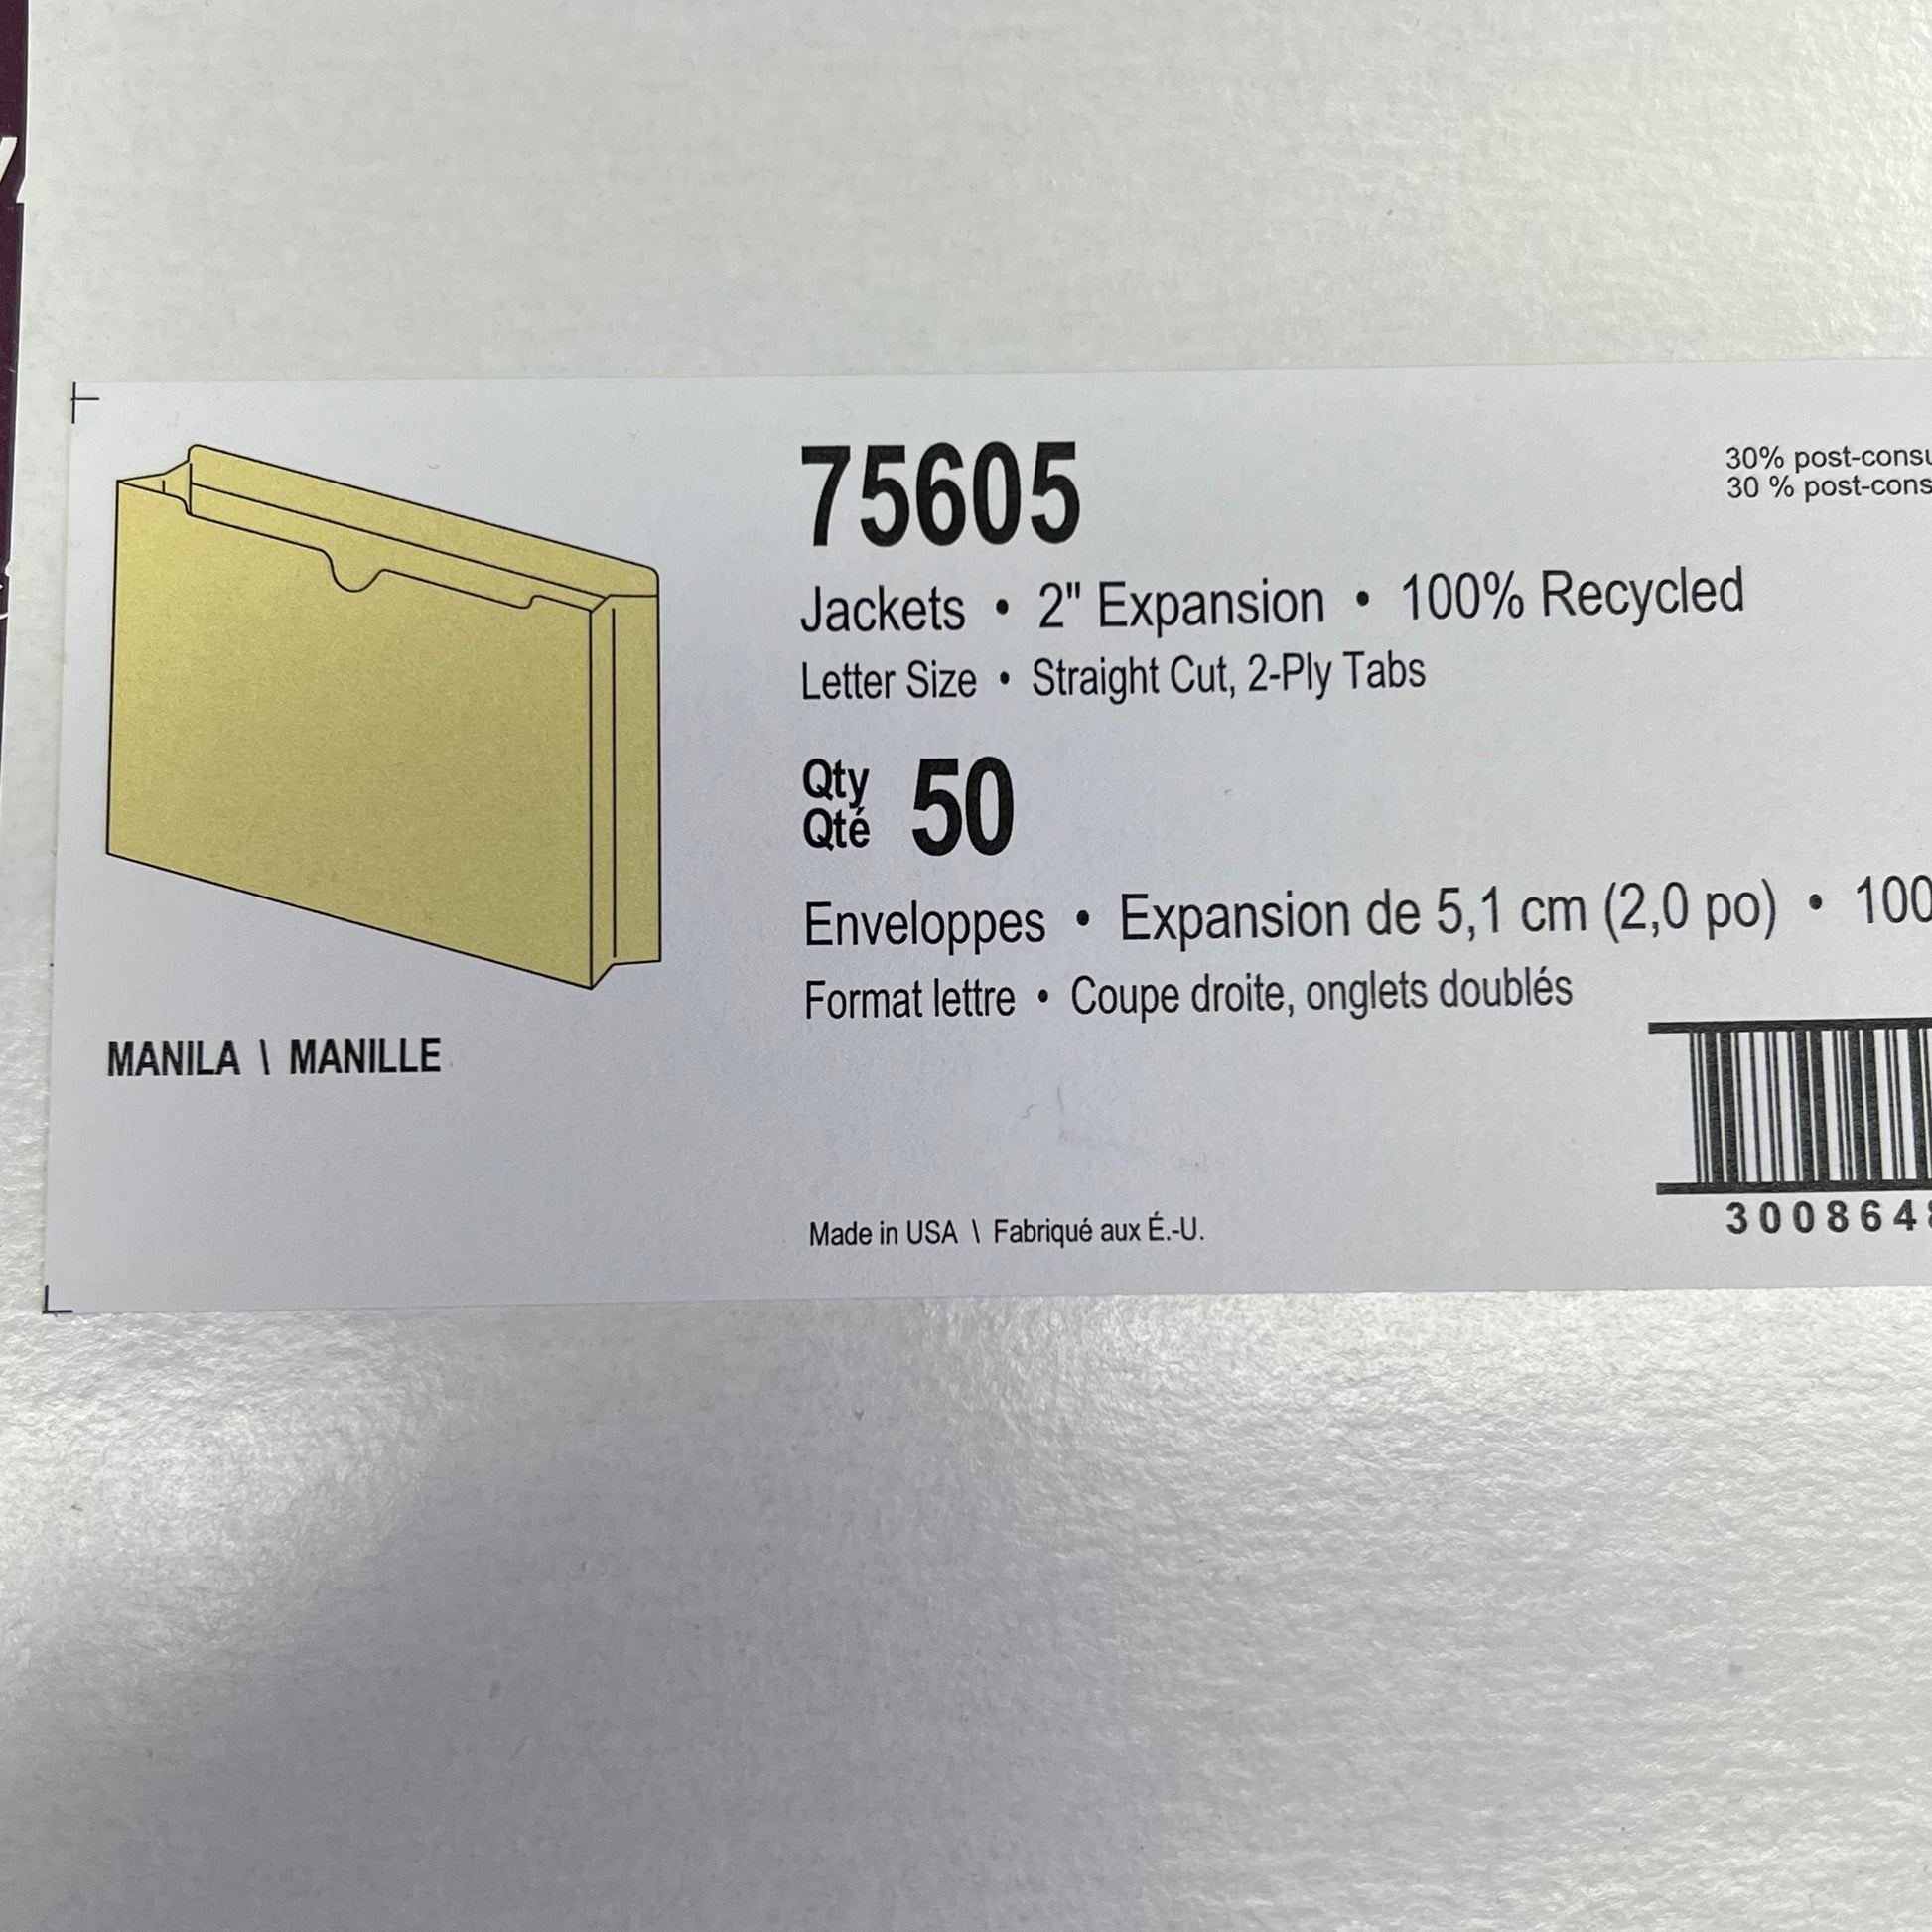 75605
30% post-consu
30 % post-cons
Jackets • 2" Expansion • 100% Recycled
Letter Size • Straight Cut, 2-Ply Tabs
Qty
Qté 50
Enveloppes • Expansion de 5,1 cm (2,0 po) • 100
Format lettre • Coupe droite, onglets doublés
MANILA \ MANILLE
Made in USA \ Fabriqué aux É.-U.
300864